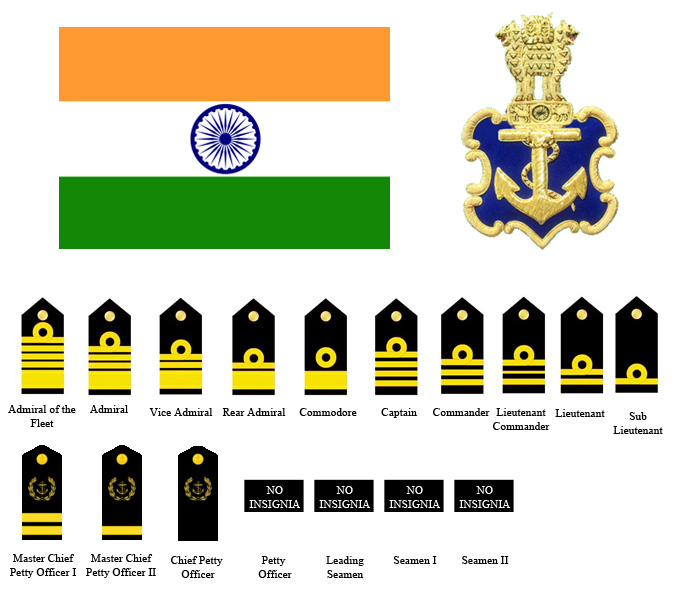 Admiral of the
Fleet
Admiral
Vice Admiral
Rear Admiral
Commodore
Captain
Commander
Lieutenant
Commander
Lieutenant
Sub
Lieutenant
NO
INSIGNIA
NO
INSIGNIA
NO
INSIGNIA
NO
INSIGNIA
Master Chief
Petty Officer I
Master Chief
Petty Officer II
Chief Petty
Officer
Petty
Officer
Leading
Seamen
Seamen I
Seamen II